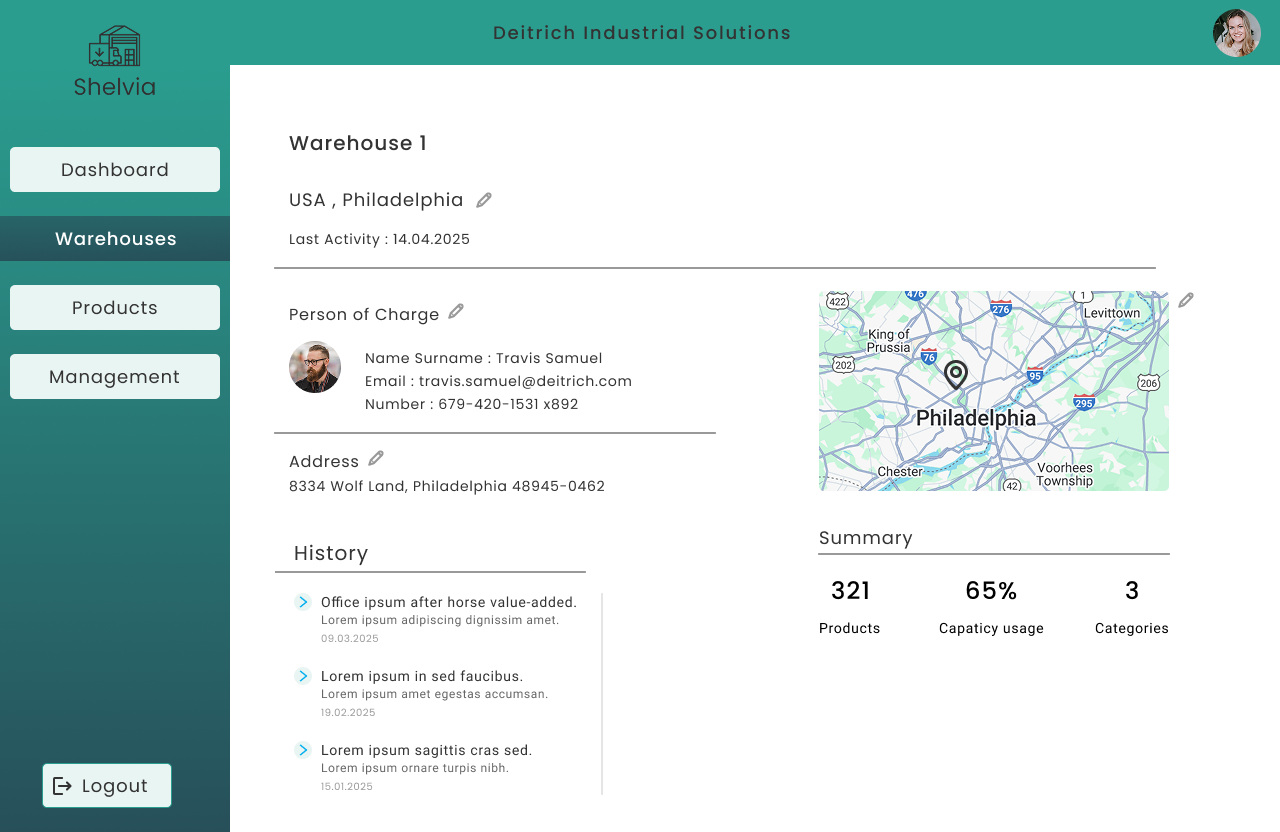 Deitrich Industrial Solutions
Shelvia
Dashboard
Warehouses
Products
Management
Logout
Warehouse 1
USA , Philadelphia
Last Activity : 14.04.2025
Person of Charge
Name Surname : Travis Samuel
Email : travis.samuel@deitrich.com
Number : 679-420-1531 x892
Address
8334 Wolf Land, Philadelphia 48945-0462
422
476
276
1
Levittown
King of
Prussia
76
202
95
206
295
Philadelphia
Chester
Voorhees
Township
42
History
Office ipsum after horse value-added.
Lorem ipsum adipiscing dignissim amet.
09.03.2025
Lorem ipsum in sed faucibus.
Lorem ipsum amet egestas accumsan.
19.02.2025
Lorem ipsum sagittis cras sed.
Lorem ipsum ornare turpis nibh.
15.01.2025
Summary
321 65% 3
Products Capaticy usage Categories